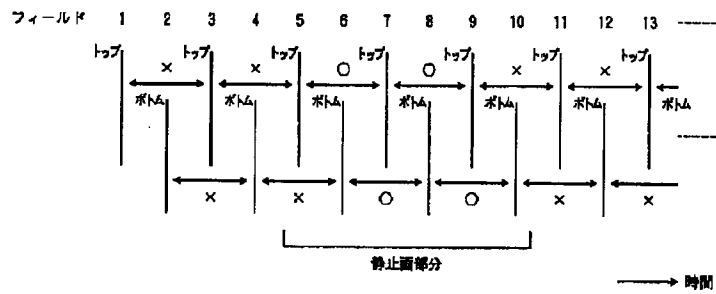 フィールド 1 2 3 4 5 6 7 8 9 10 11 12 13
トップ トップ トップ トップ トップ トップ トップ
× × ○ ○ × ×
ボトム ボトム ボトム ボトム ボトム ボトム ボトム
× × ○ ○ × ×
静止画部分
時間